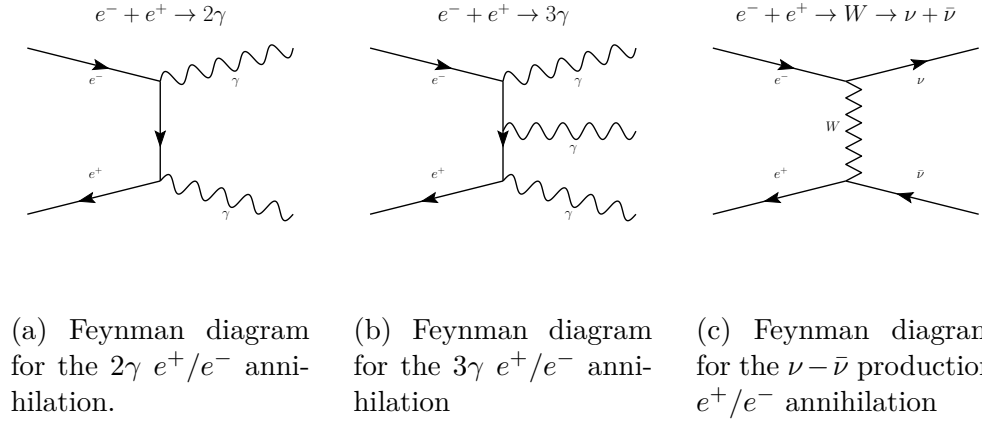 e⁻ + e⁺ → 2γ
e⁻
γ
e⁺
γ
(a) Feynman diagram
for the 2γ e⁺/e⁻ anni-
hilation.
e⁻ + e⁺ → 3γ
e⁻
γ
γ
e⁺
γ
(b) Feynman diagram
for the 3γ e⁺/e⁻ anni-
hilation
e⁻ + e⁺ → W → ν + ν̄
e⁻
ν
W
e⁺
ν̄
(c) Feynman diagram
for the ν − ν̄ production
e⁺/e⁻ annihilation